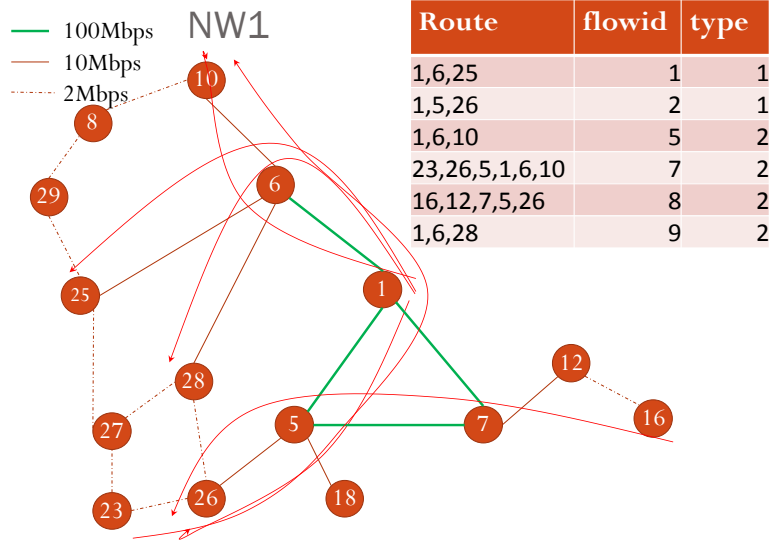 NW1
100Mbps
10Mbps
2Mbps
Route flowid type
1,6,25 1 1
1,5,26 2 1
1,6,10 5 2
23,26,5,1,6,10 7 2
16,12,7,5,26 8 2
1,6,28 9 2
10
8
6
29
1
25
12
28
16
5
7
27
26
18
23